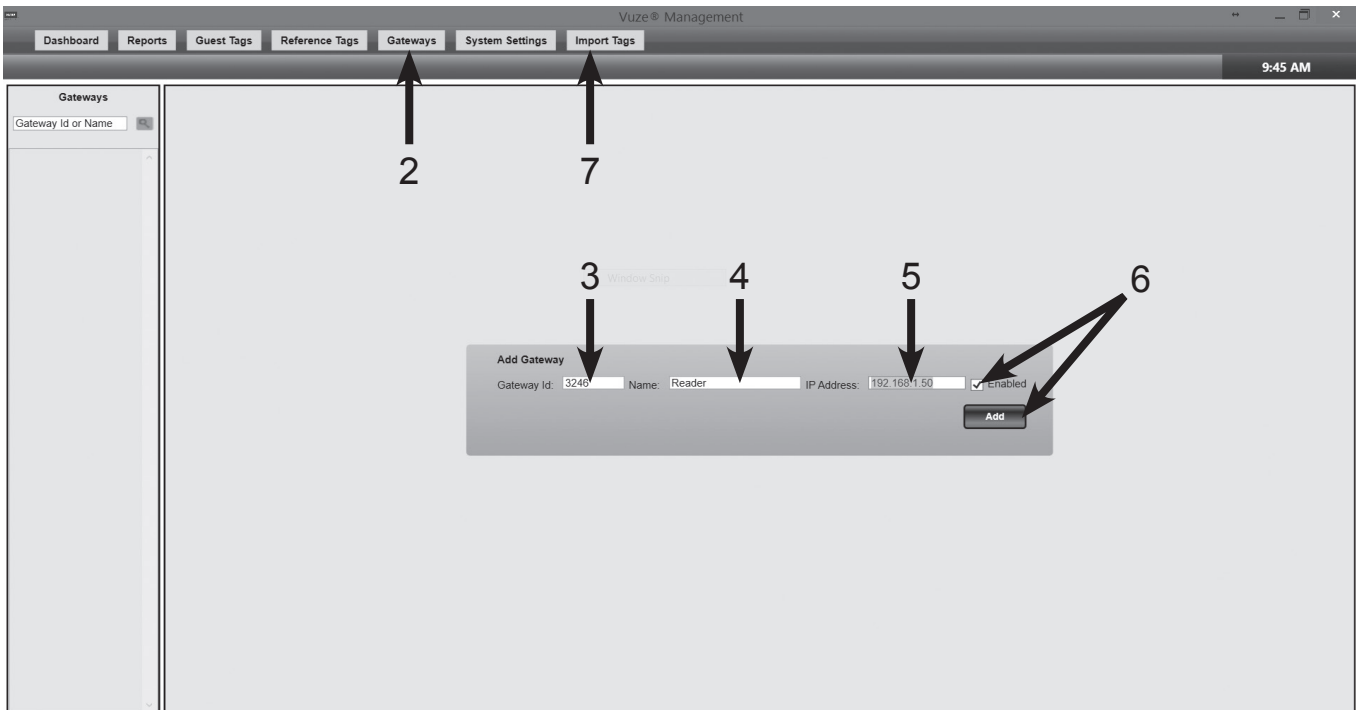 Vuze® Management
Dashboard Reports Guest Tags Reference Tags Gateways System Settings Import Tags
9:45 AM
Gateways
Gateway Id or Name
2 7
3 Window Snip 4 5 6
Add Gateway
Gateway Id: 3246 Name: Reader IP Address: 192.168.1.50 Enabled
Add